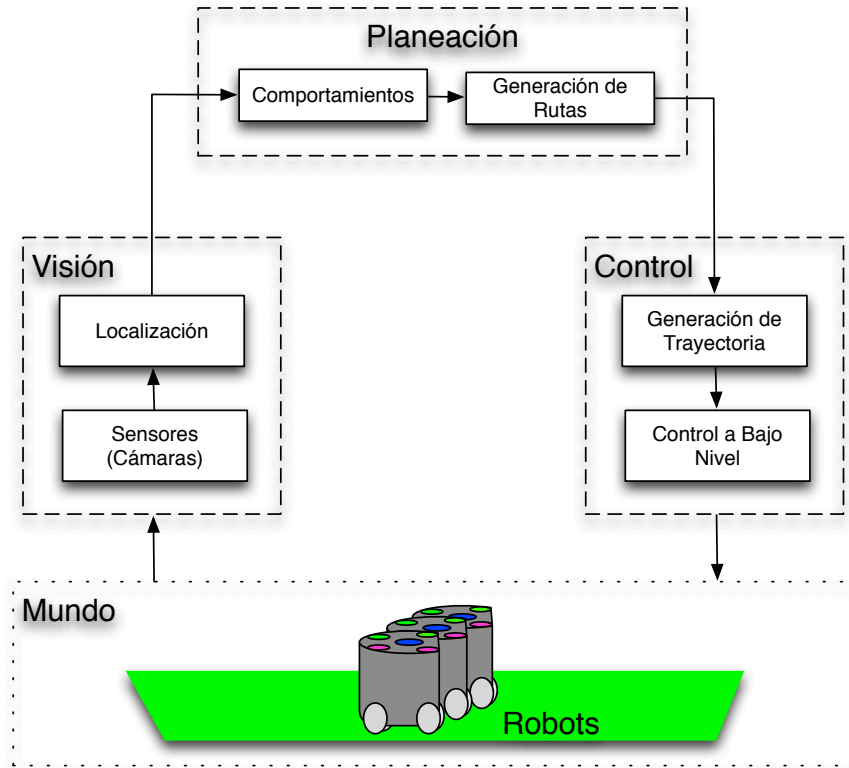 Planeación
Comportamientos
Generación de
Rutas
Visión
Localización
Sensores
(Cámaras)
Control
Generación de
Trayectoria
Control a Bajo
Nivel
Mundo
Robots